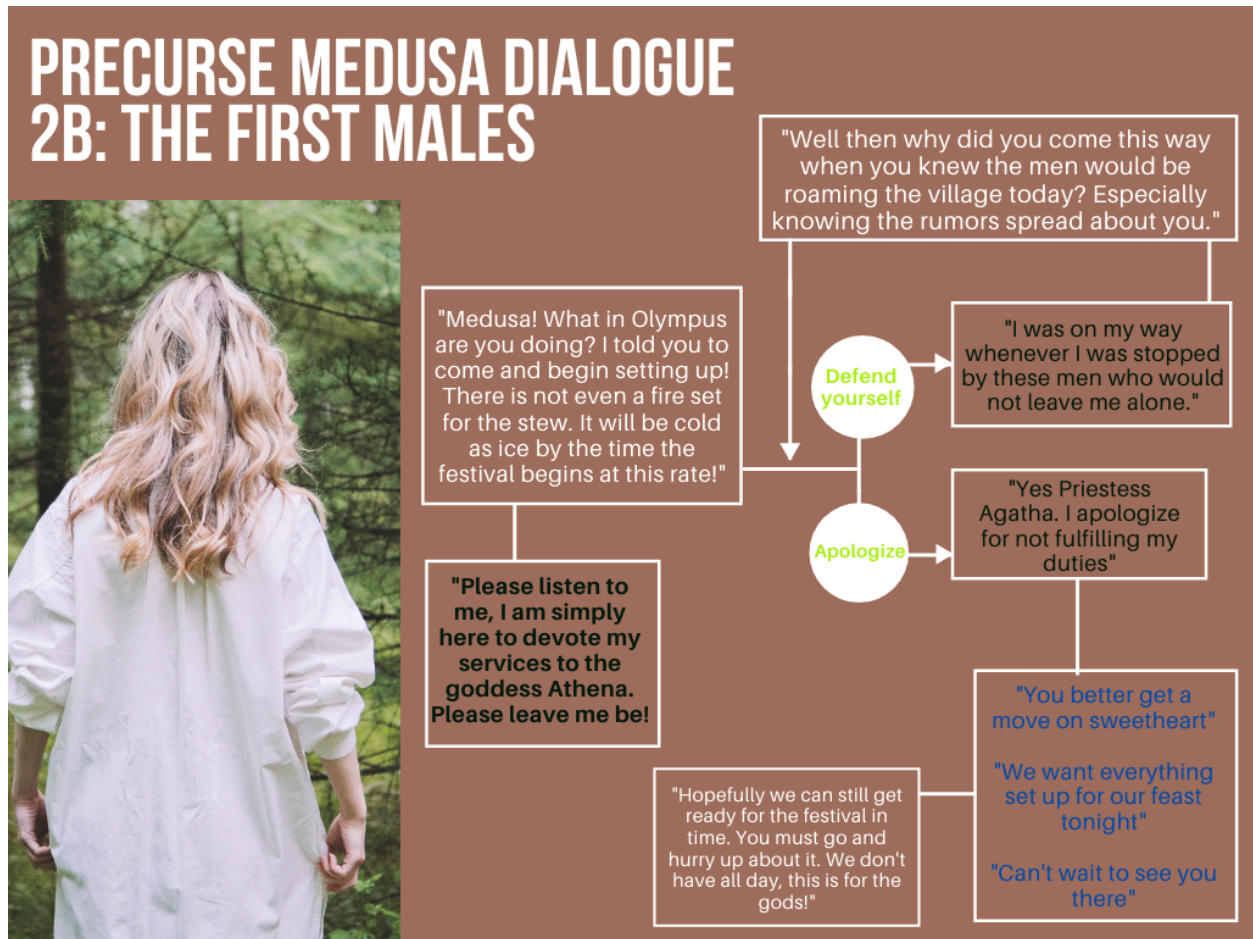 PRECURSE MEDUSA DIALOGUE
2B: THE FIRST MALES
"Well then why did you come this way
when you knew the men would be
roaming the village today? Especially
knowing the rumors spread about you."
"Medusa! What in Olympus
are you doing? I told you to
come and begin setting up!
There is not even a fire set
for the stew. It will be cold
as ice by the time the
festival begins at this rate!"
Defend
yourself
"I was on my way
whenever I was stopped
by these men who would
not leave me alone."
Apologize
"Yes Priestess
Agatha. I apologize
for not fulfilling my
duties"
"Please listen to
me, I am simply
here to devote my
services to the
goddess Athena.
Please leave me be!
"You better get a
move on sweetheart"
"We want everything
set up for our feast
tonight"
"Can't wait to see you
there"
"Hopefully we can still get
ready for the festival in
time. You must go and
hurry up about it. We don't
have all day, this is for the
gods!"